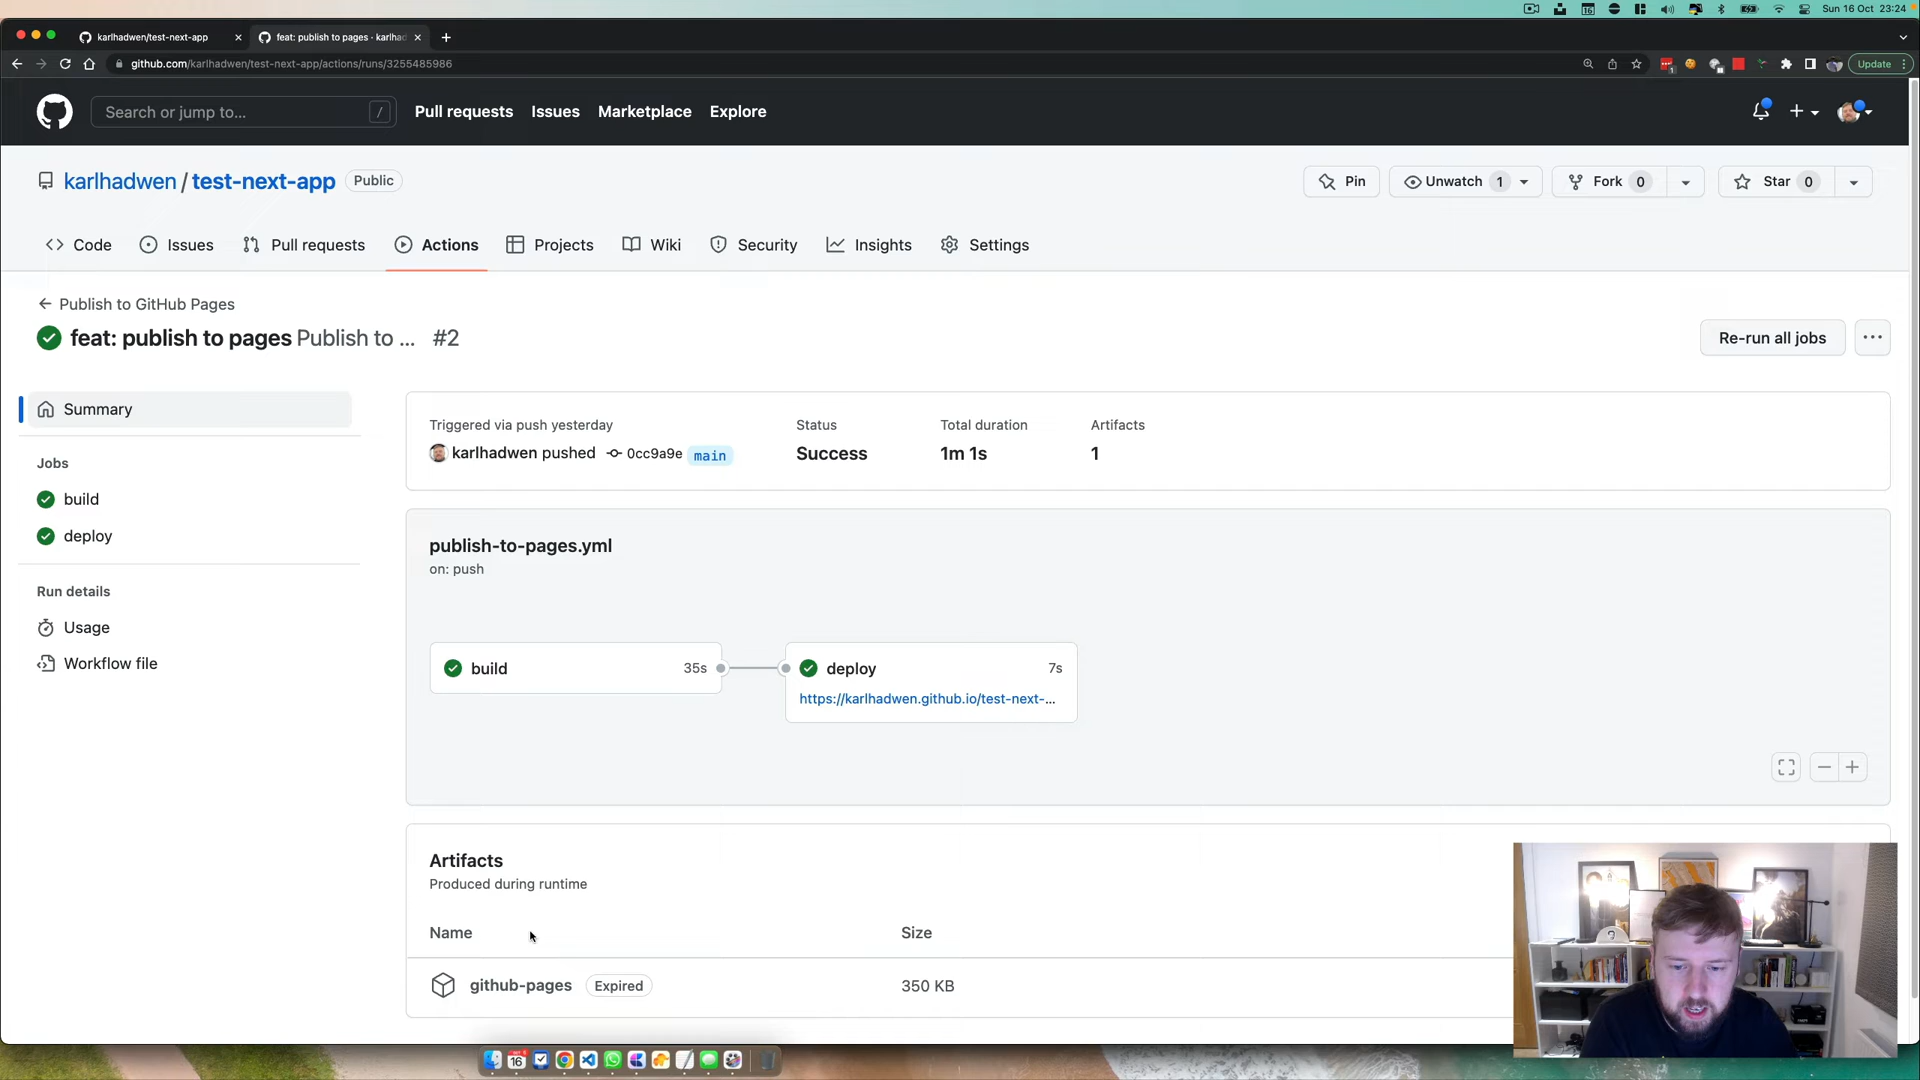 Sun 16 Oct 23:24
karlhadwen/test-next-app
feat: publish to pages · karlhad
github.com/karlhadwen/test-next-app/actions/runs/3255485986
Update
Search or jump to...
/
Pull requests
Issues
Marketplace
Explore
karlhadwen / test-next-app
Public
Pin
Unwatch 1
Fork 0
Star 0
Code
Issues
Pull requests
Actions
Projects
Wiki
Security
Insights
Settings
Publish to GitHub Pages
feat: publish to pages Publish to ... #2
Re-run all jobs
Summary
Jobs
build
deploy
Run details
Usage
Workflow file
Triggered via push yesterday
karlhadwen pushed 0cc9a9e main
Status
Success
Total duration
1m 1s
Artifacts
1
publish-to-pages.yml
on: push
build
35s
deploy
7s
https://karlhadwen.github.io/test-next-...
Artifacts
Produced during runtime
Name
Size
github-pages
Expired
350 KB
16